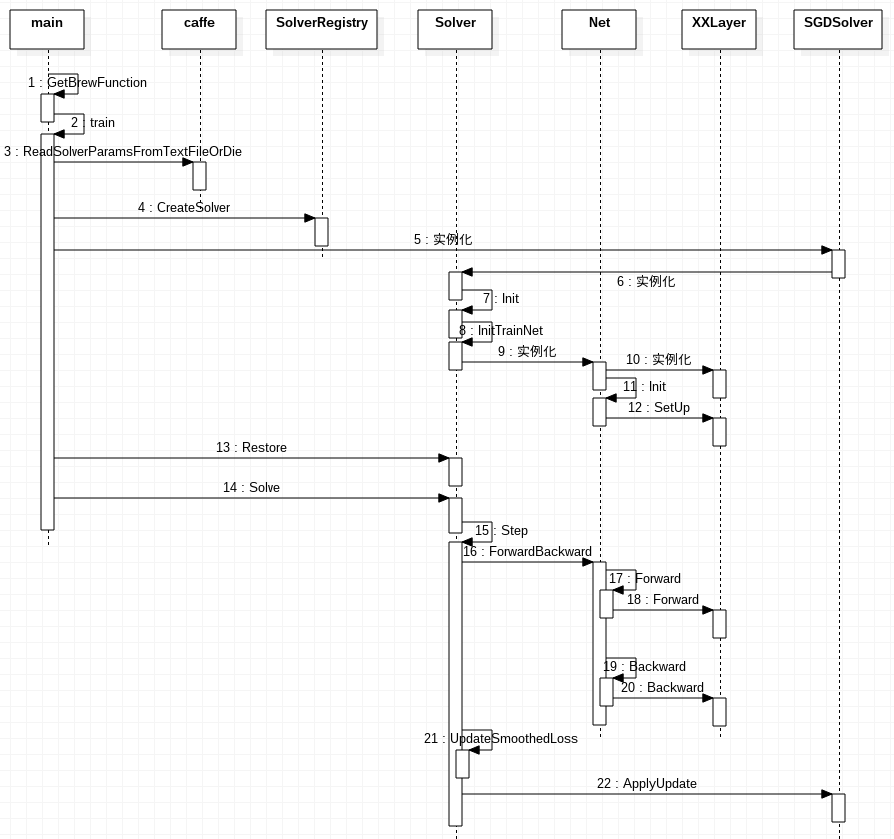 main caffe SolverRegistry Solver Net XXLayer SGDSolver
1 : GetBrewFunction
2 : train
3 : ReadSolverParamsFromTextFileOrDie
4 : CreateSolver
5 : 实例化
6 : 实例化
7 : Init
8 : InitTrainNet
9 : 实例化
10 : 实例化
11 : Init
12 : SetUp
13 : Restore
14 : Solve
15 : Step
16 : ForwardBackward
17 : Forward
18 : Forward
19 : Backward
20 : Backward
21 : UpdateSmoothedLoss
22 : ApplyUpdate